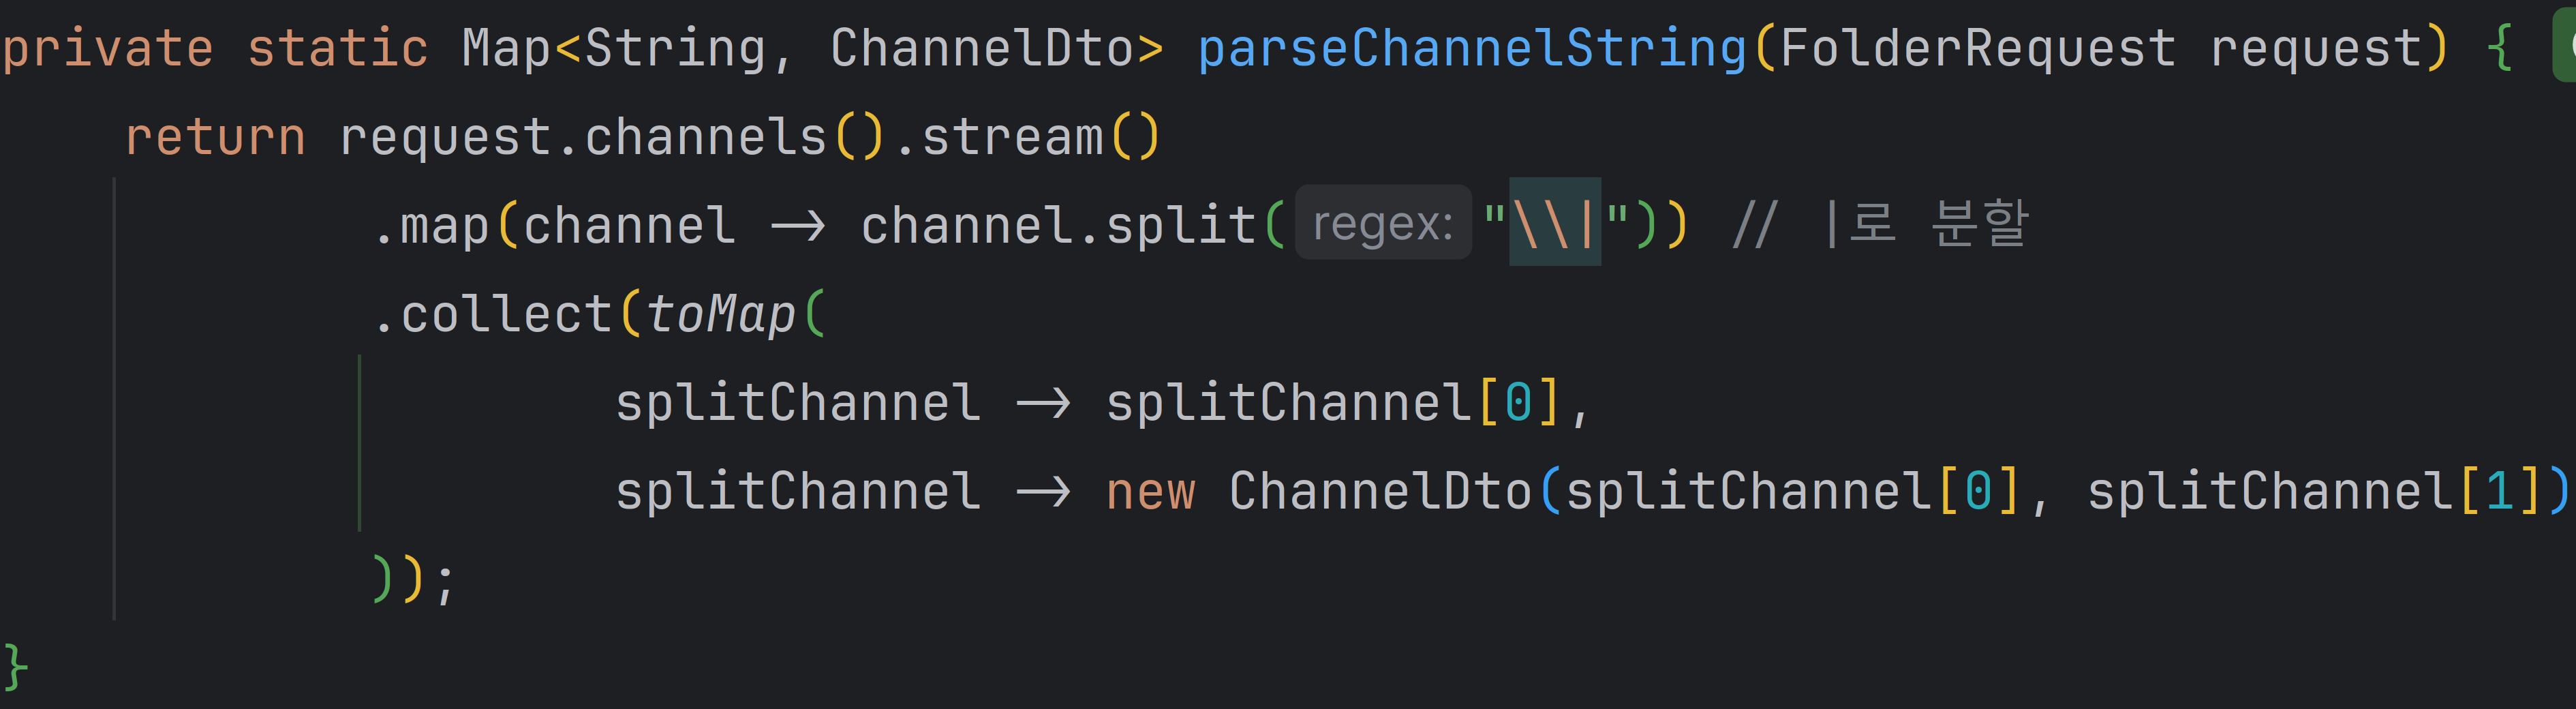 private static Map<String, ChannelDto> parseChannelString(FolderRequest request) {
return request.channels().stream()
.map(channel -> channel.split( regex: "\\|")) // |로 분할
.collect(toMap(
splitChannel -> splitChannel[0],
splitChannel -> new ChannelDto(splitChannel[0], splitChannel[1])
));
}